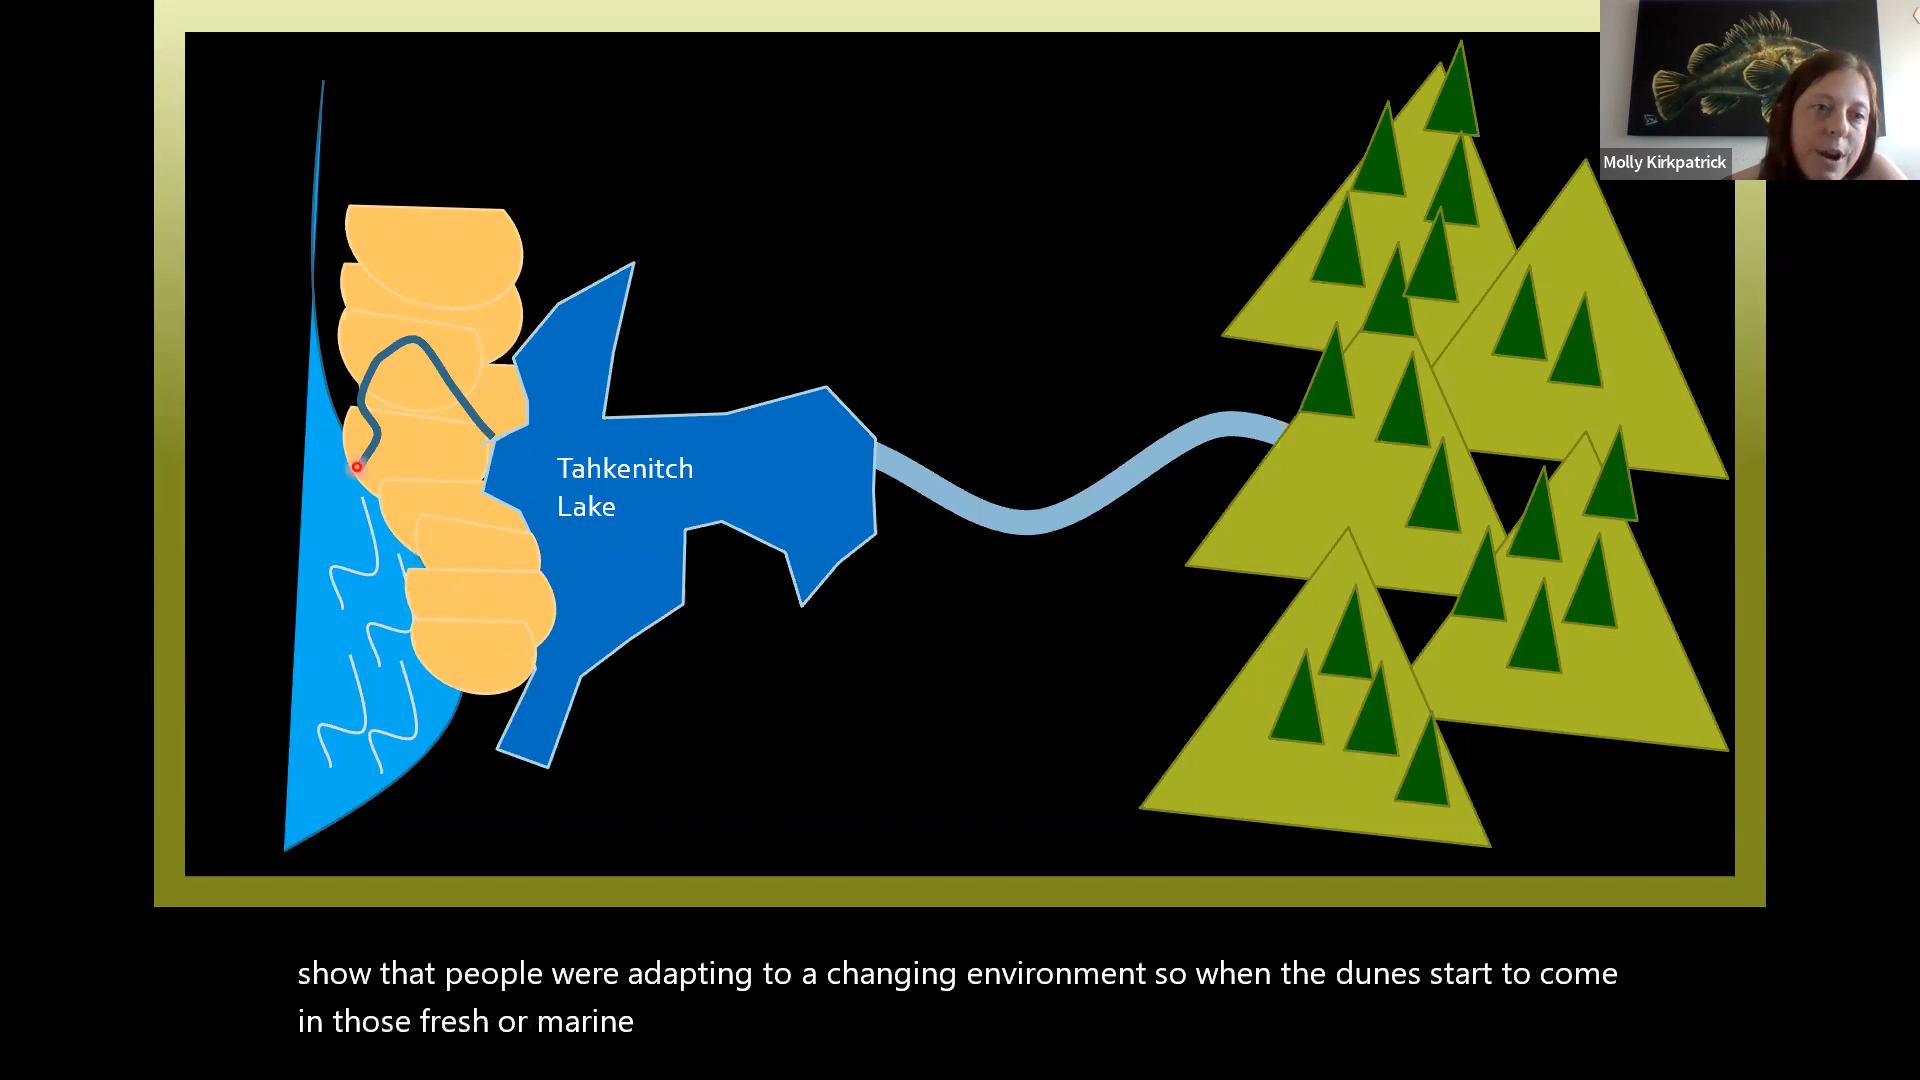 Molly Kirkpatrick
Tahkenitch
Lake
show that people were adapting to a changing environment so when the dunes start to come
in those fresh or marine